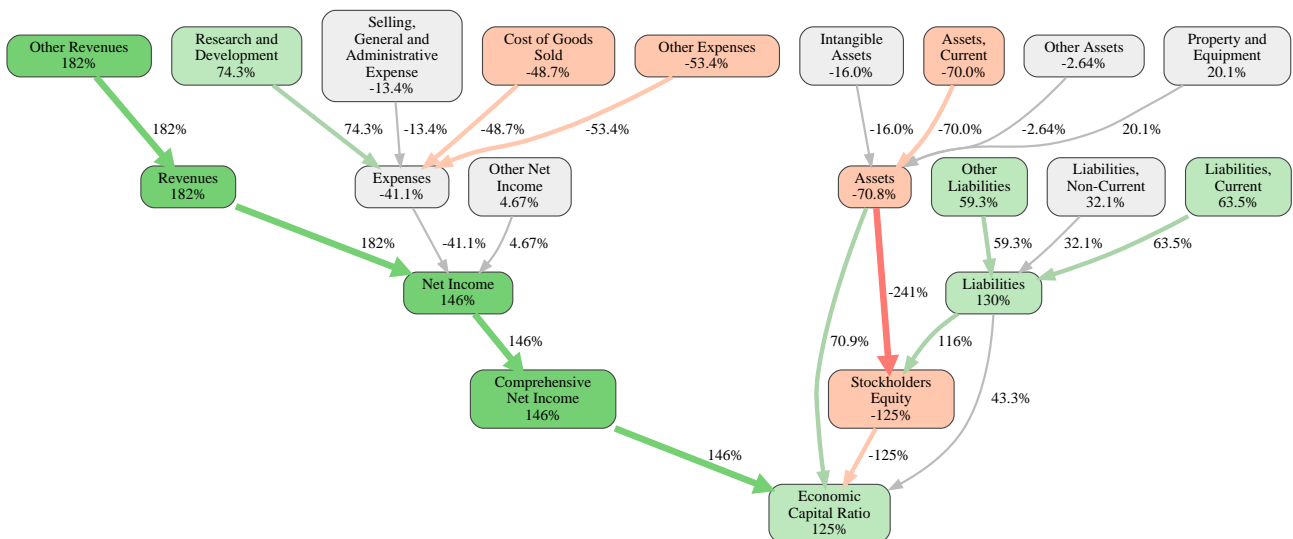 Other Revenues
182%
Research and
Development
74.3%
Selling,
General and
Administrative
Expense
-13.4%
Cost of Goods
Sold
-48.7%
Other Expenses
-53.4%
Intangible
Assets
-16.0%
Assets,
Current
-70.0%
Other Assets
-2.64%
Property and
Equipment
20.1%
182%
74.3%
-13.4%
-48.7%
-53.4%
-16.0%
-70.0%
-2.64%
20.1%
Revenues
182%
Expenses
-41.1%
Other Net
Income
4.67%
Assets
-70.8%
Other
Liabilities
59.3%
Liabilities,
Non-Current
32.1%
Liabilities,
Current
63.5%
182%
-41.1%
4.67%
59.3%
32.1%
63.5%
Net Income
146%
-241%
Liabilities
130%
146%
70.9%
116%
Comprehensive
Net Income
146%
Stockholders
Equity
-125%
43.3%
146%
-125%
Economic
Capital Ratio
125%